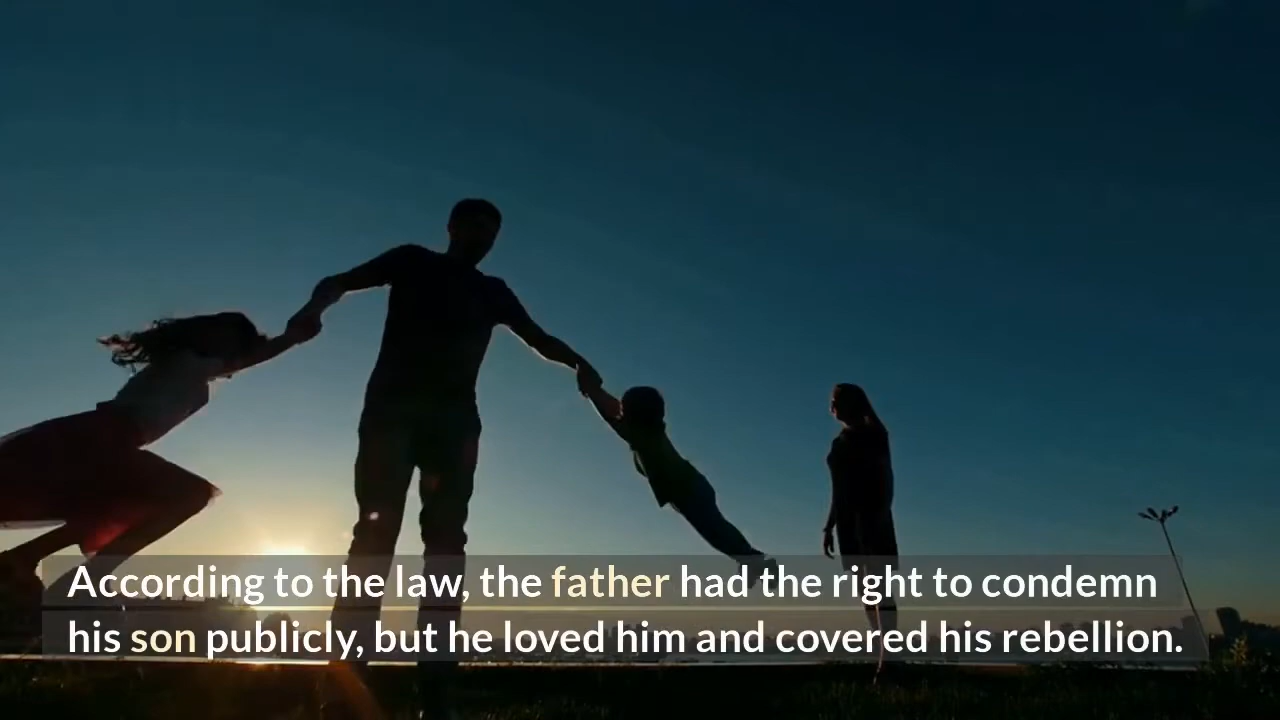 According to the law, the father had the right to condemn
his son publicly, but he loved him and covered his rebellion.